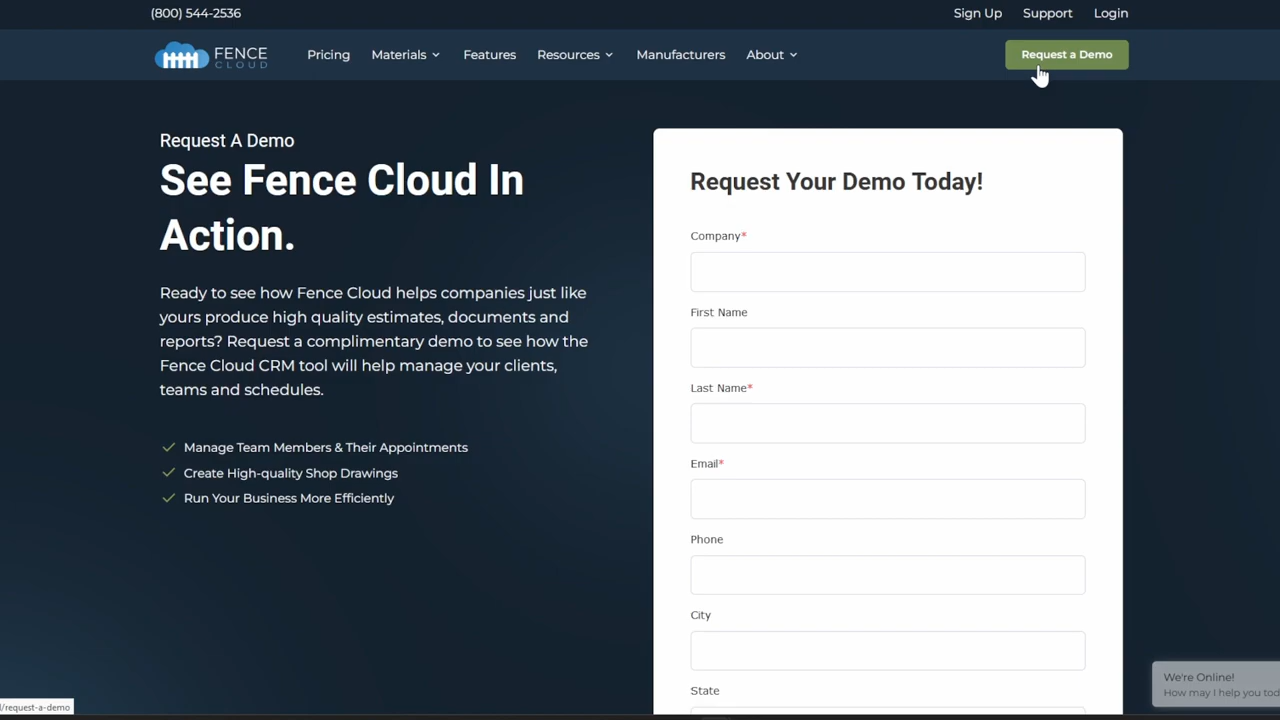 (800) 544-2536
Sign Up
Support
Login
FENCE
CLOUD
Pricing
Materials
Features
Resources
Manufacturers
About
Request a Demo
Request A Demo
See Fence Cloud In
Action.
Ready to see how Fence Cloud helps companies just like
yours produce high quality estimates, documents and
reports? Request a complimentary demo to see how the
Fence Cloud CRM tool will help manage your clients,
teams and schedules.
Manage Team Members & Their Appointments
Create High-quality Shop Drawings
Run Your Business More Efficiently
Request Your Demo Today!
Company*
First Name
Last Name*
Email*
Phone
City
State
We're Online!
How may I help you tod
/request-a-demo